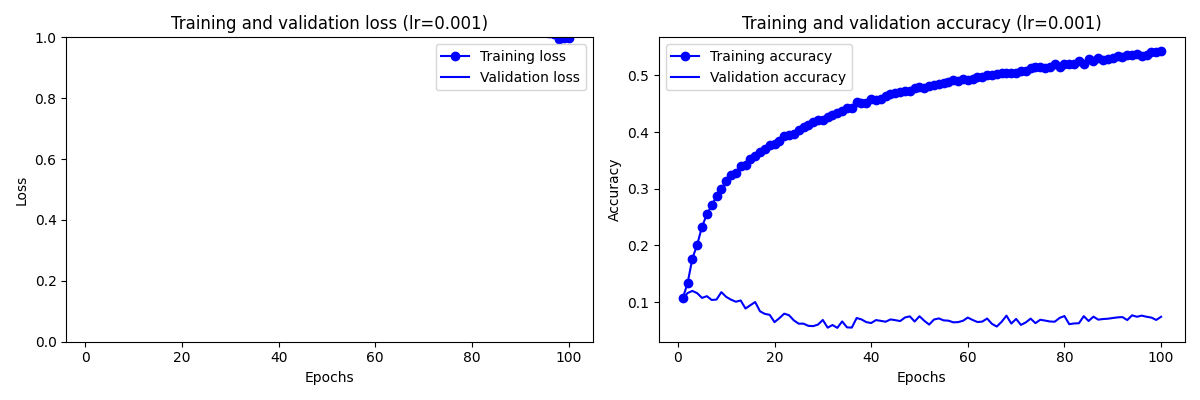 Training and validation loss (lr=0.001)
1.0
0.8
0.6
0.4
0.2
0.0
Loss
Training loss
Validation loss
0 20 40 60 80 100
Epochs
Training and validation accuracy (lr=0.001)
Training accuracy
Validation accuracy
0.5
0.4
0.3
0.2
0.1
Accuracy
0 20 40 60 80 100
Epochs